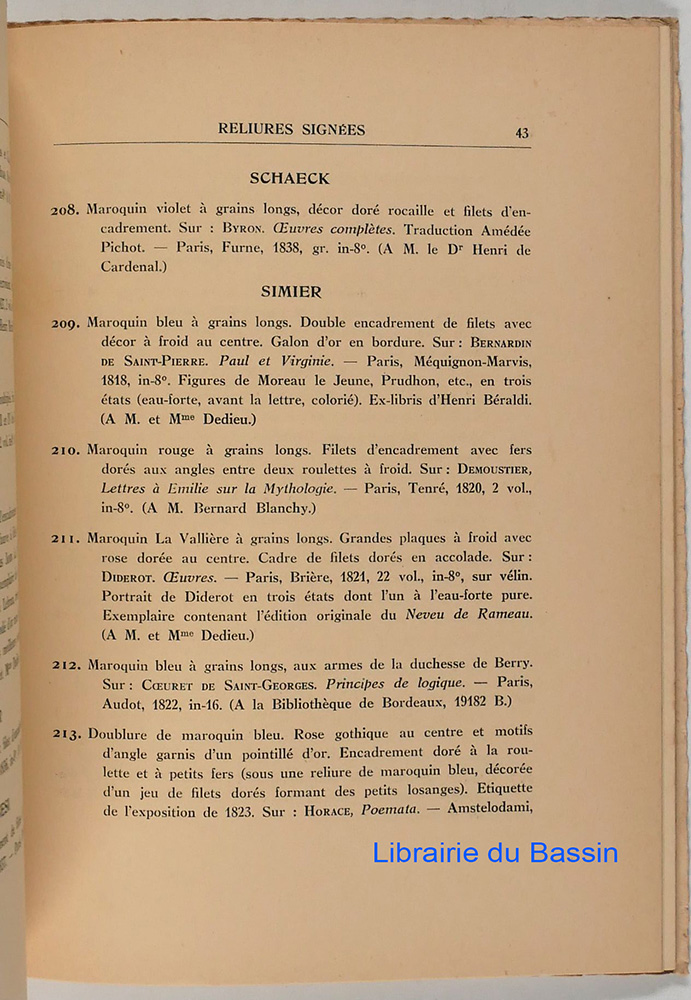 RELIURES SIGNÉES 43
SCHAECK
208. Maroquin violet à grains longs, décor doré rocaille et filets d'en-
cadrement. Sur : BYRON. Œuvres complètes. Traduction Amédée
Pichot. — Paris, Furne, 1838, gr. in-8º. (A M. le Dr Henri de
Cardenal.)
SIMIER
209. Maroquin bleu à grains longs. Double encadrement de filets avec
décor à froid au centre. Galon d'or en bordure. Sur : BERNARDIN
DE SAINT-PIERRE. Paul et Virginie. — Paris, Méquignon-Marvis,
1818, in-8º. Figures de Moreau le Jeune, Prudhon, etc., en trois
états (eau-forte, avant la lettre, colorié). Ex-libris d'Henri Béraldi.
(A M. et Mme Dedieu.)
210. Maroquin rouge à grains longs. Filets d'encadrement avec fers
dorés aux angles entre deux roulettes à froid. Sur : DEMOUSTIER,
Lettres à Emilie sur la Mythologie. — Paris, Tenré, 1820, 2 vol.,
in-8º. (A M. Bernard Blanchy.)
211. Maroquin La Vallière à grains longs. Grandes plaques à froid avec
rose dorée au centre. Cadre de filets dorés en accolade. Sur :
DIDEROT. Œuvres. — Paris, Brière, 1821, 22 vol., in-8º, sur vélin.
Portrait de Diderot en trois états dont l'un à l'eau-forte pure.
Exemplaire contenant l'édition originale du Neveu de Rameau.
(A M. et Mme Dedieu.)
212. Maroquin bleu à grains longs, aux armes de la duchesse de Berry.
Sur : CŒURET DE SAINT-GEORGES. Principes de logique. — Paris,
Audot, 1822, in-16. (A la Bibliothèque de Bordeaux, 19182 B.)
213. Doublure de maroquin bleu. Rose gothique au centre et motifs
d'angle garnis d'un pointillé d'or. Encadrement doré à la rou-
lette et à petits fers (sous une reliure de maroquin bleu, décorée
d'un jeu de filets dorés formant des petits losanges). Etiquette
de l'exposition de 1823. Sur : HORACE, Poemata. — Amstelodami,
Librairie du Bassin